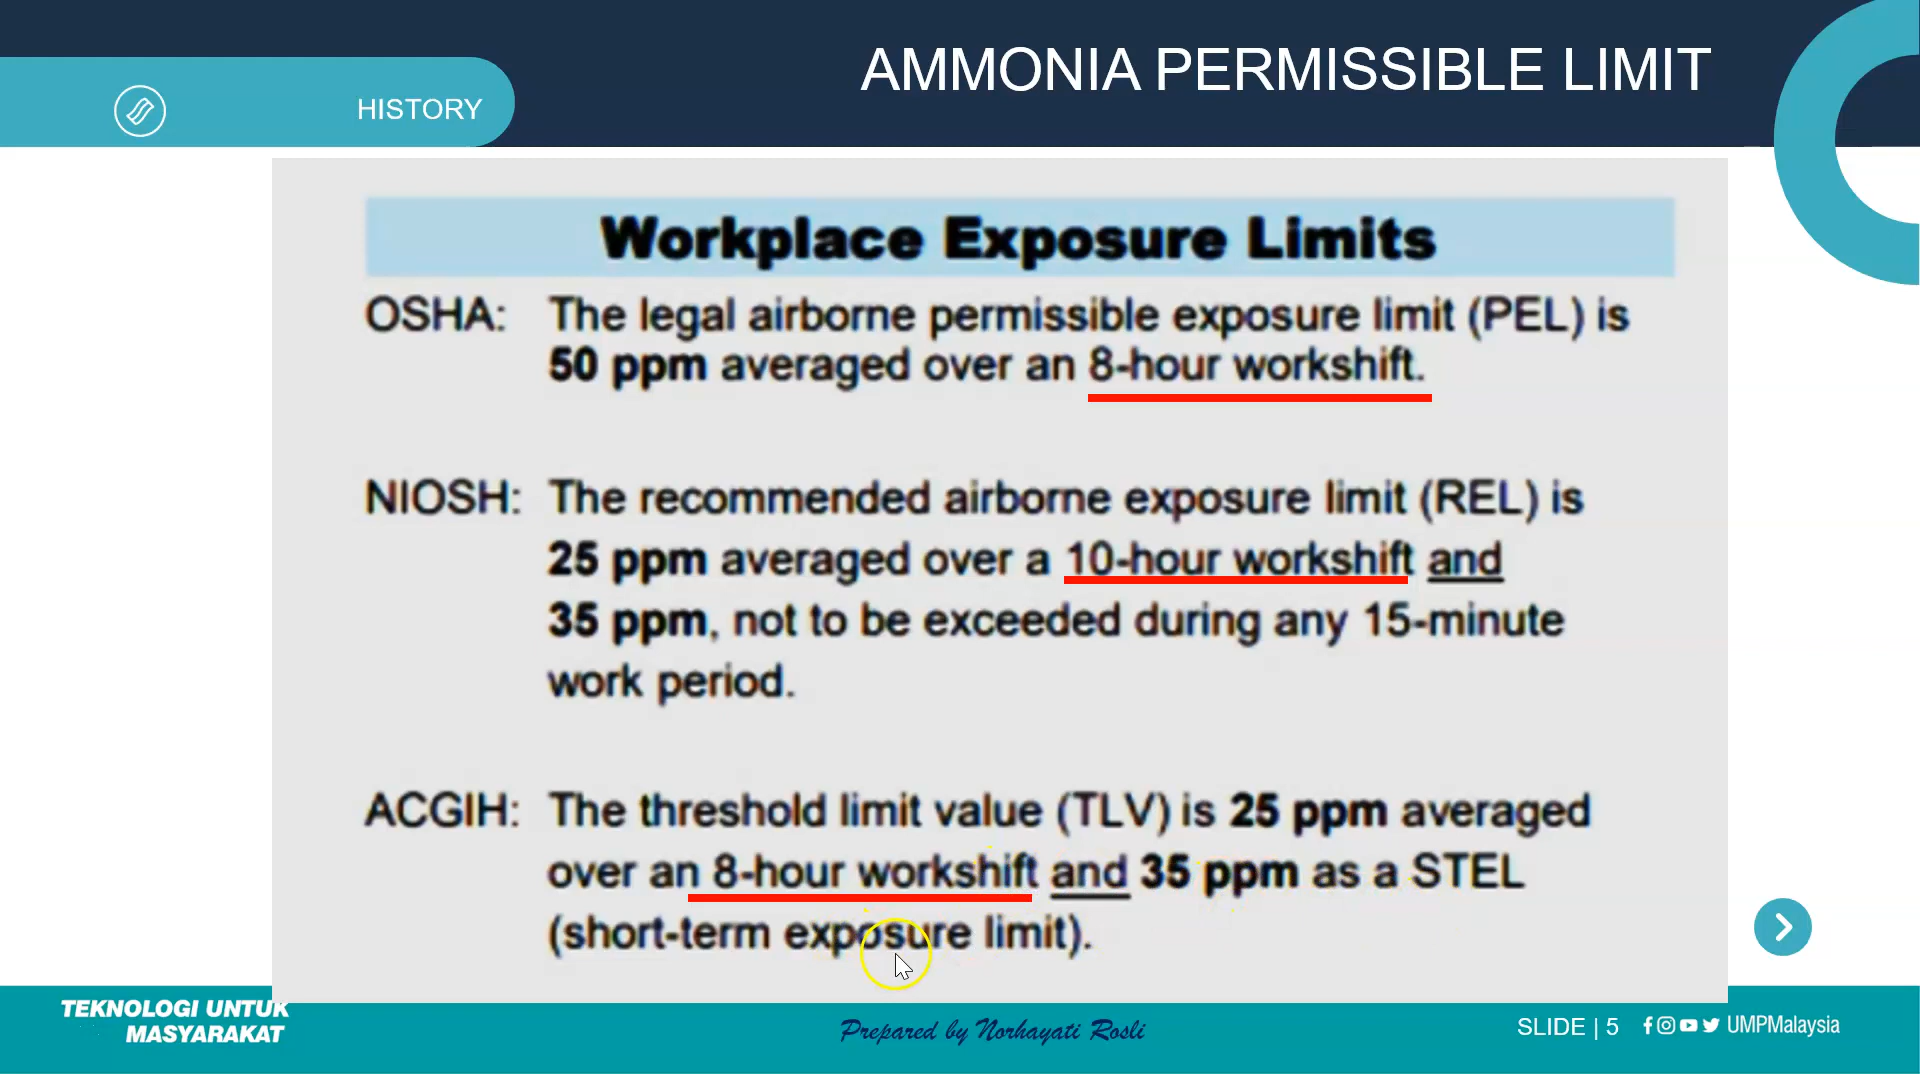 AMMONIA PERMISSIBLE LIMIT
HISTORY
Workplace Exposure Limits
OSHA: The legal airborne permissible exposure limit (PEL) is
50 ppm averaged over an 8-hour workshift.
NIOSH: The recommended airborne exposure limit (REL) is
25 ppm averaged over a 10-hour workshift and
35 ppm, not to be exceeded during any 15-minute
work period.
ACGIH: The threshold limit value (TLV) is 25 ppm averaged
over an 8-hour workshift and 35 ppm as a STEL
(short-term exposure limit).
TEKNOLOGI UNTUK
MASYARAKAT
Prepared by Norhayati Rosli
SLIDE | 5
UMPMalaysia